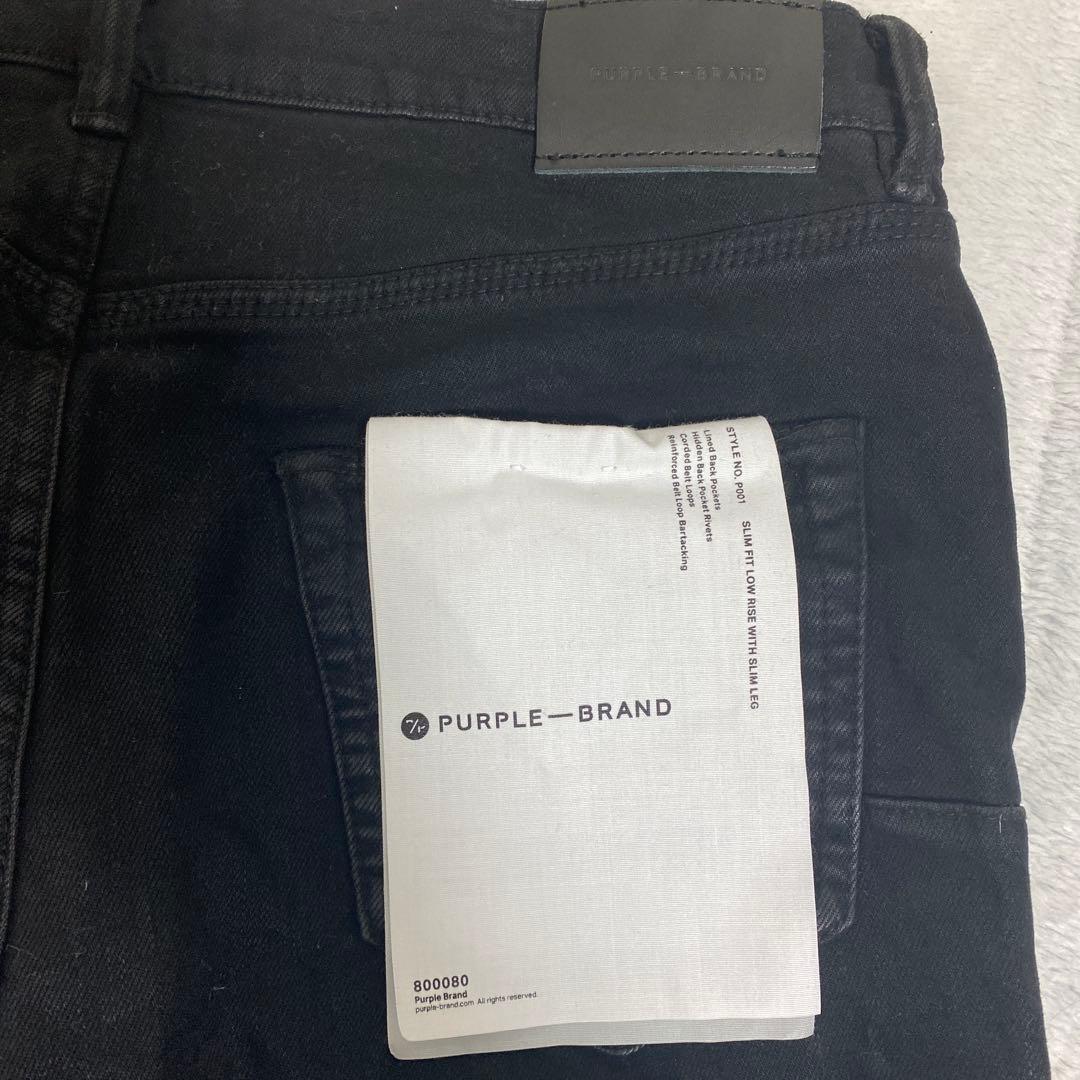 PURPLE—BRAND
STYLE NO. P001 SLIM FIT LOW RISE WITH SLIM LEG
Lined Back Pockets
Hidden Back Pocket Rivets
Corded Belt Loops
Reinforced Belt Loop Bartacking
PURPLE—BRAND
800080
Purple Brand
purple-brand.com All rights reserved.